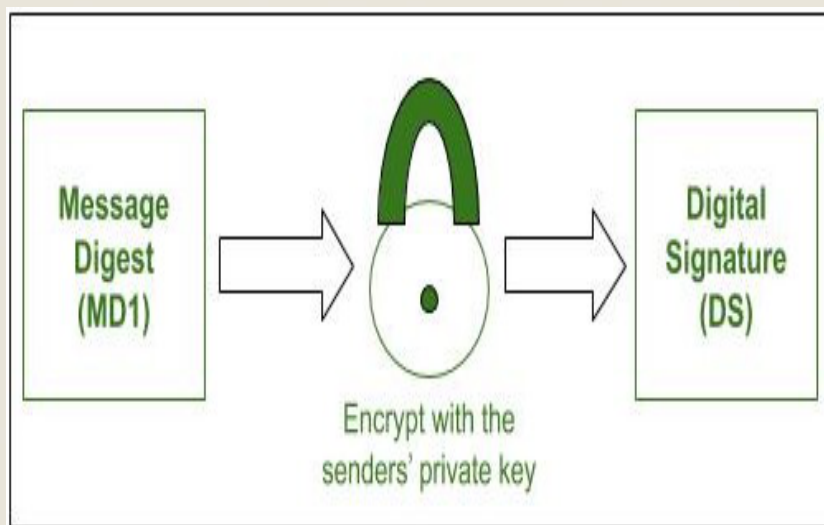 Message
Digest
(MD1)
Digital
Signature
(DS)
Encrypt with the
senders' private key